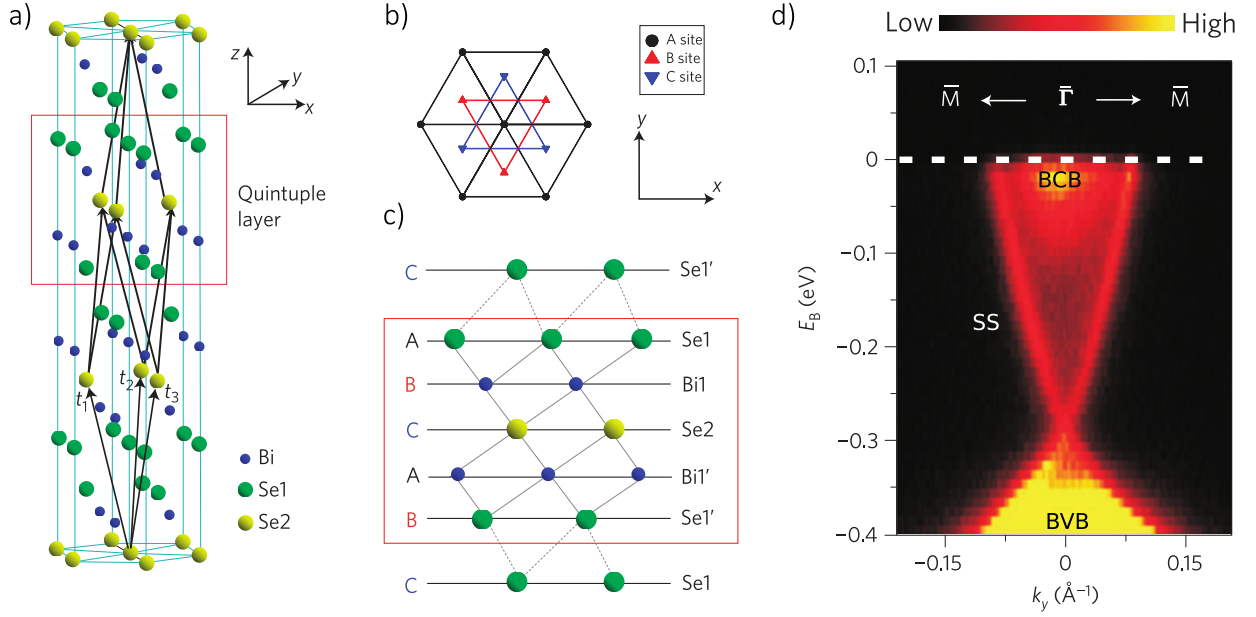 a)
z
y
x
Quintuple
layer
t1
t2
t3
Bi
Se1
Se2
b)
A site
B site
C site
y
x
c)
C Se1′
A Se1
B Bi1
C Se2
A Bi1′
B Se1′
C Se1
d)
Low High
M̅ ← Γ̅ → M̅
0.1
0
−0.1
−0.2
−0.3
−0.4
E_B (eV)
BCB
SS
BVB
−0.15 0 0.15
k_y (Å⁻¹)